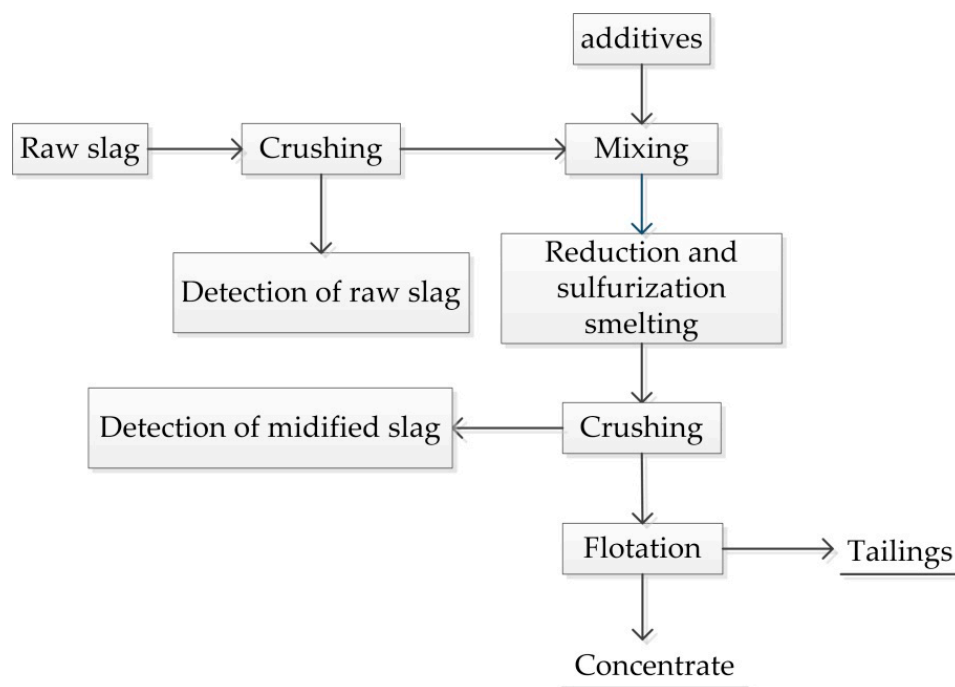 additives
Raw slag
Crushing
Mixing
Detection of raw slag
Reduction and
sulfurization
smelting
Detection of midified slag
Crushing
Flotation
Tailings
Concentrate